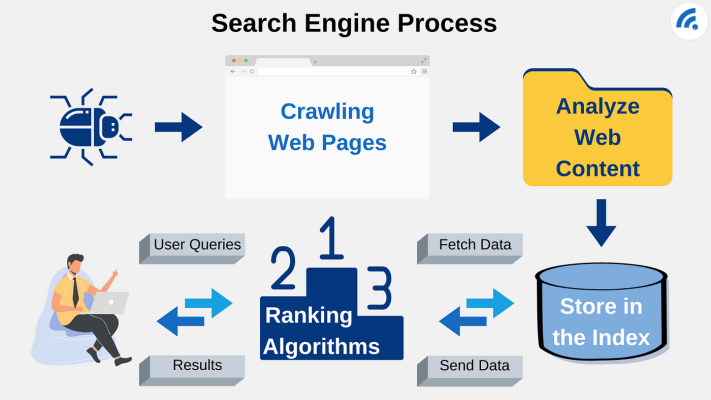 Search Engine Process
Crawling
Web Pages
Analyze
Web
Content
User Queries
1
2
3
Fetch Data
Ranking
Algorithms
Store in
the Index
Results
Send Data